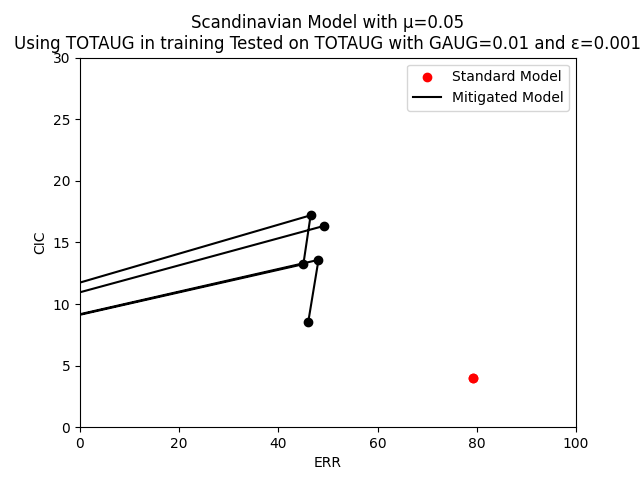 Scandinavian Model with μ=0.05
Using TOTAUG in training Tested on TOTAUG with GAUG=0.01 and ε=0.001
Standard Model
Mitigated Model
30
25
20
15
10
5
0
CIC
0 20 40 60 80 100
ERR